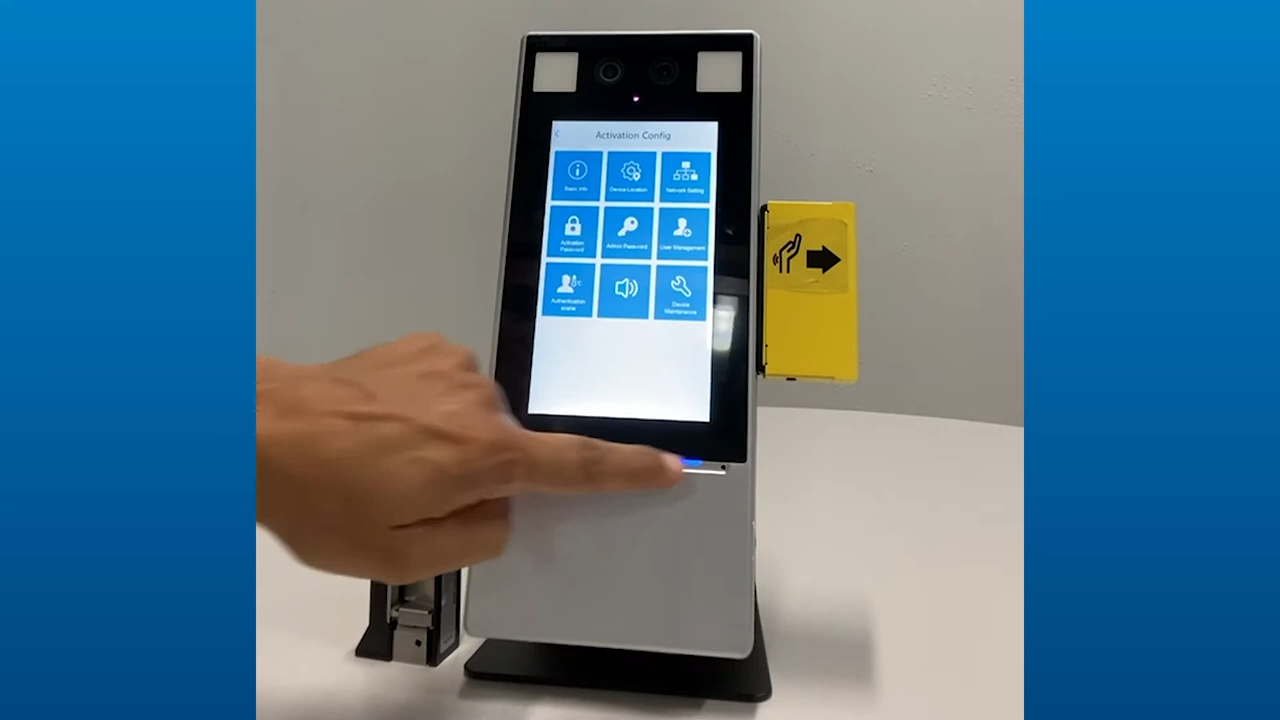 Activation Config
Basic Info
Device Location
Network Setting
Activation
Password
Admin Password
User Management
Authentication
scene
Device
Maintenance